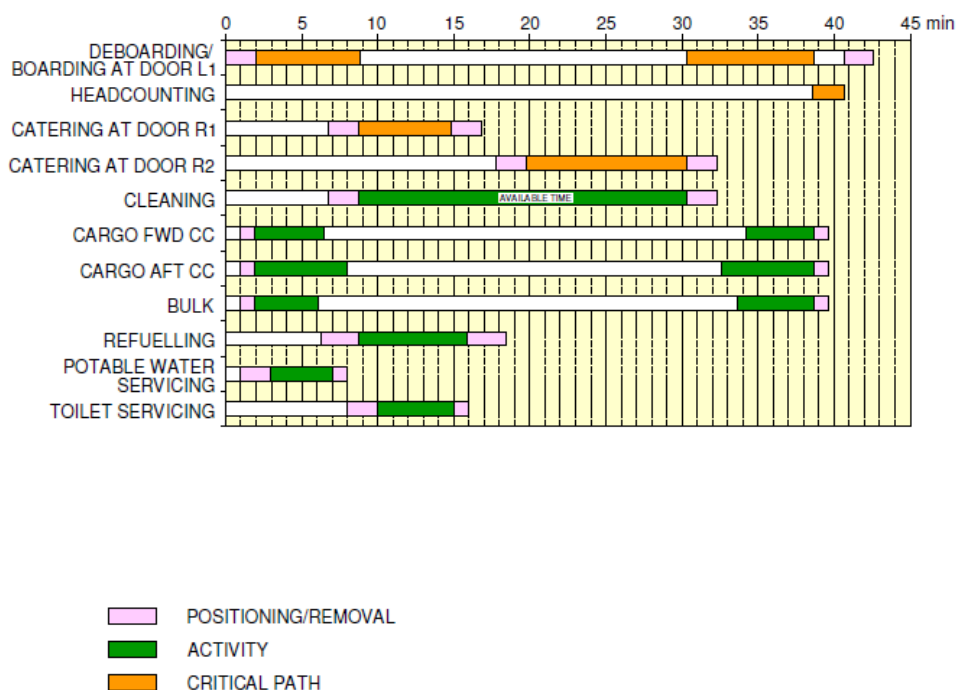 0 5 10 15 20 25 30 35 40 45 min
DEBOARDING/
BOARDING AT DOOR L1
HEADCOUNTING
CATERING AT DOOR R1
CATERING AT DOOR R2
CLEANING
AVAILABLE TIME
CARGO FWD CC
CARGO AFT CC
BULK
REFUELLING
POTABLE WATER
SERVICING
TOILET SERVICING
POSITIONING/REMOVAL
ACTIVITY
CRITICAL PATH